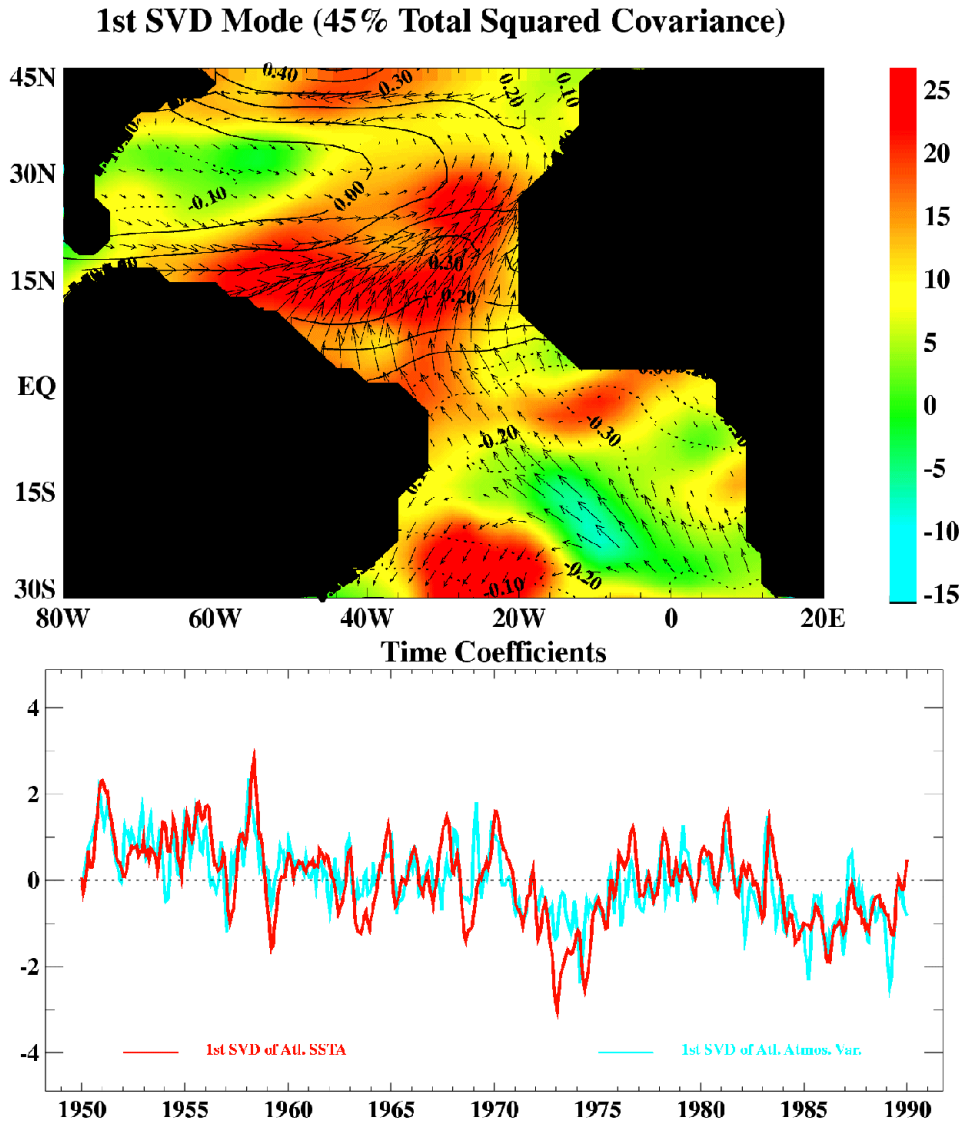 1st SVD Mode (45% Total Squared Covariance)
45N
30N
15N
EQ
15S
30S
0.40
0.30
0.20
0.10
-0.10
0.00
0.30
0.20
-0.20
-0.30
-0.20
-0.10
80W 60W 40W 20W 0 20E
25
20
15
10
5
0
-5
-10
-15
Time Coefficients
4
2
0
-2
-4
1st SVD of Atl. SSTA 1st SVD of Atl. Atmos. Var.
1950 1955 1960 1965 1970 1975 1980 1985 1990